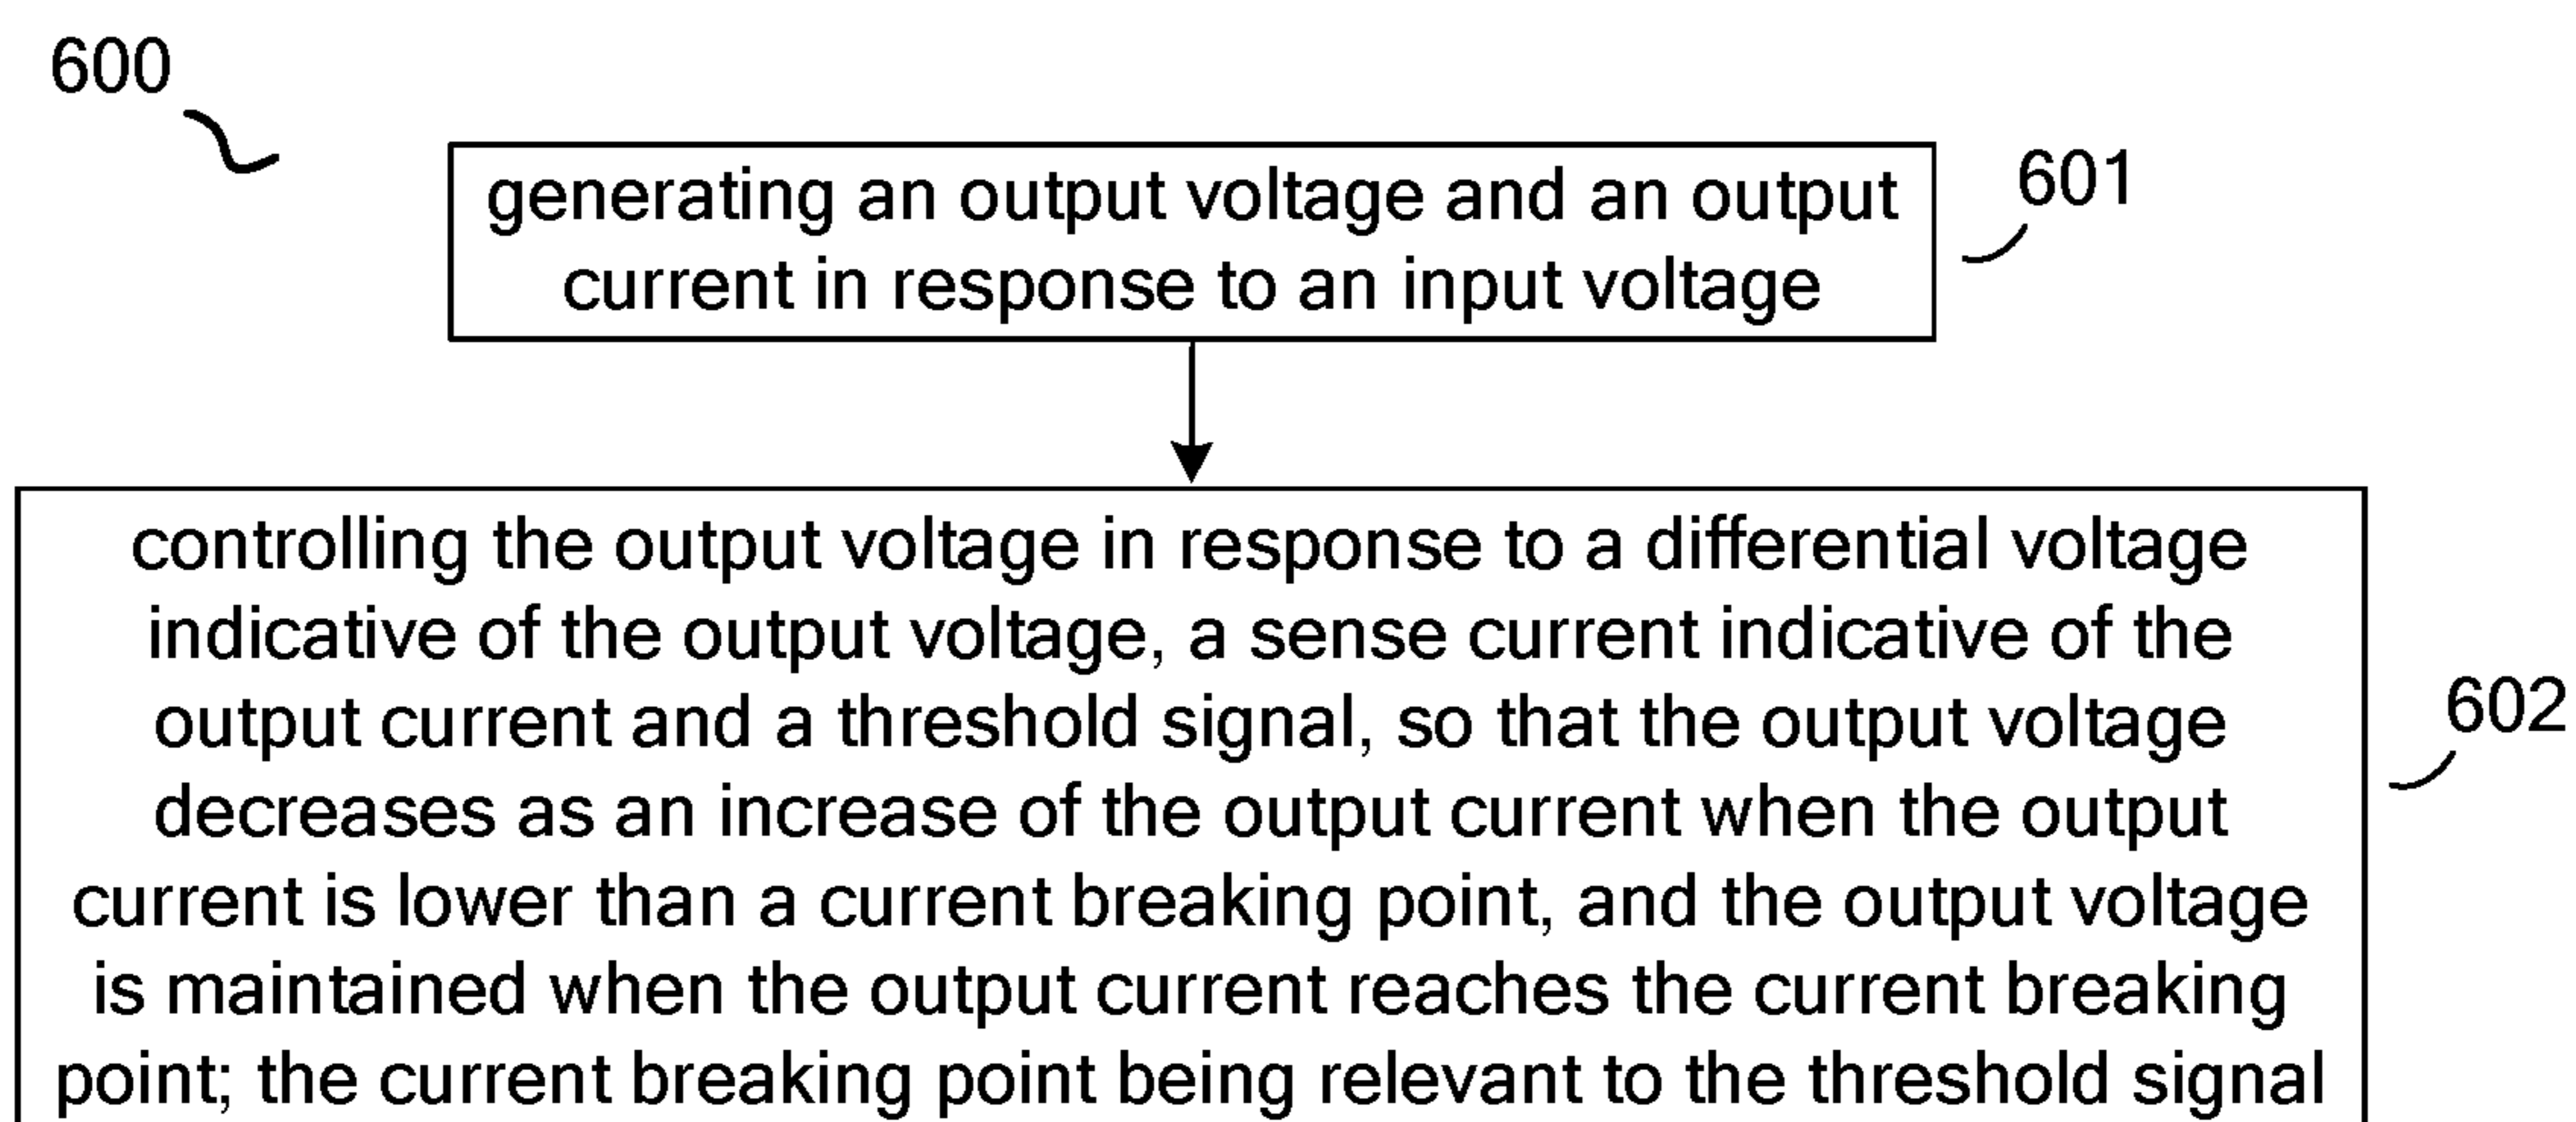 600
generating an output voltage and an output
current in response to an input voltage
601
controlling the output voltage in response to a differential voltage
indicative of the output voltage, a sense current indicative of the
output current and a threshold signal, so that the output voltage
decreases as an increase of the output current when the output
current is lower than a current breaking point, and the output voltage
is maintained when the output current reaches the current breaking
point; the current breaking point being relevant to the threshold signal
602